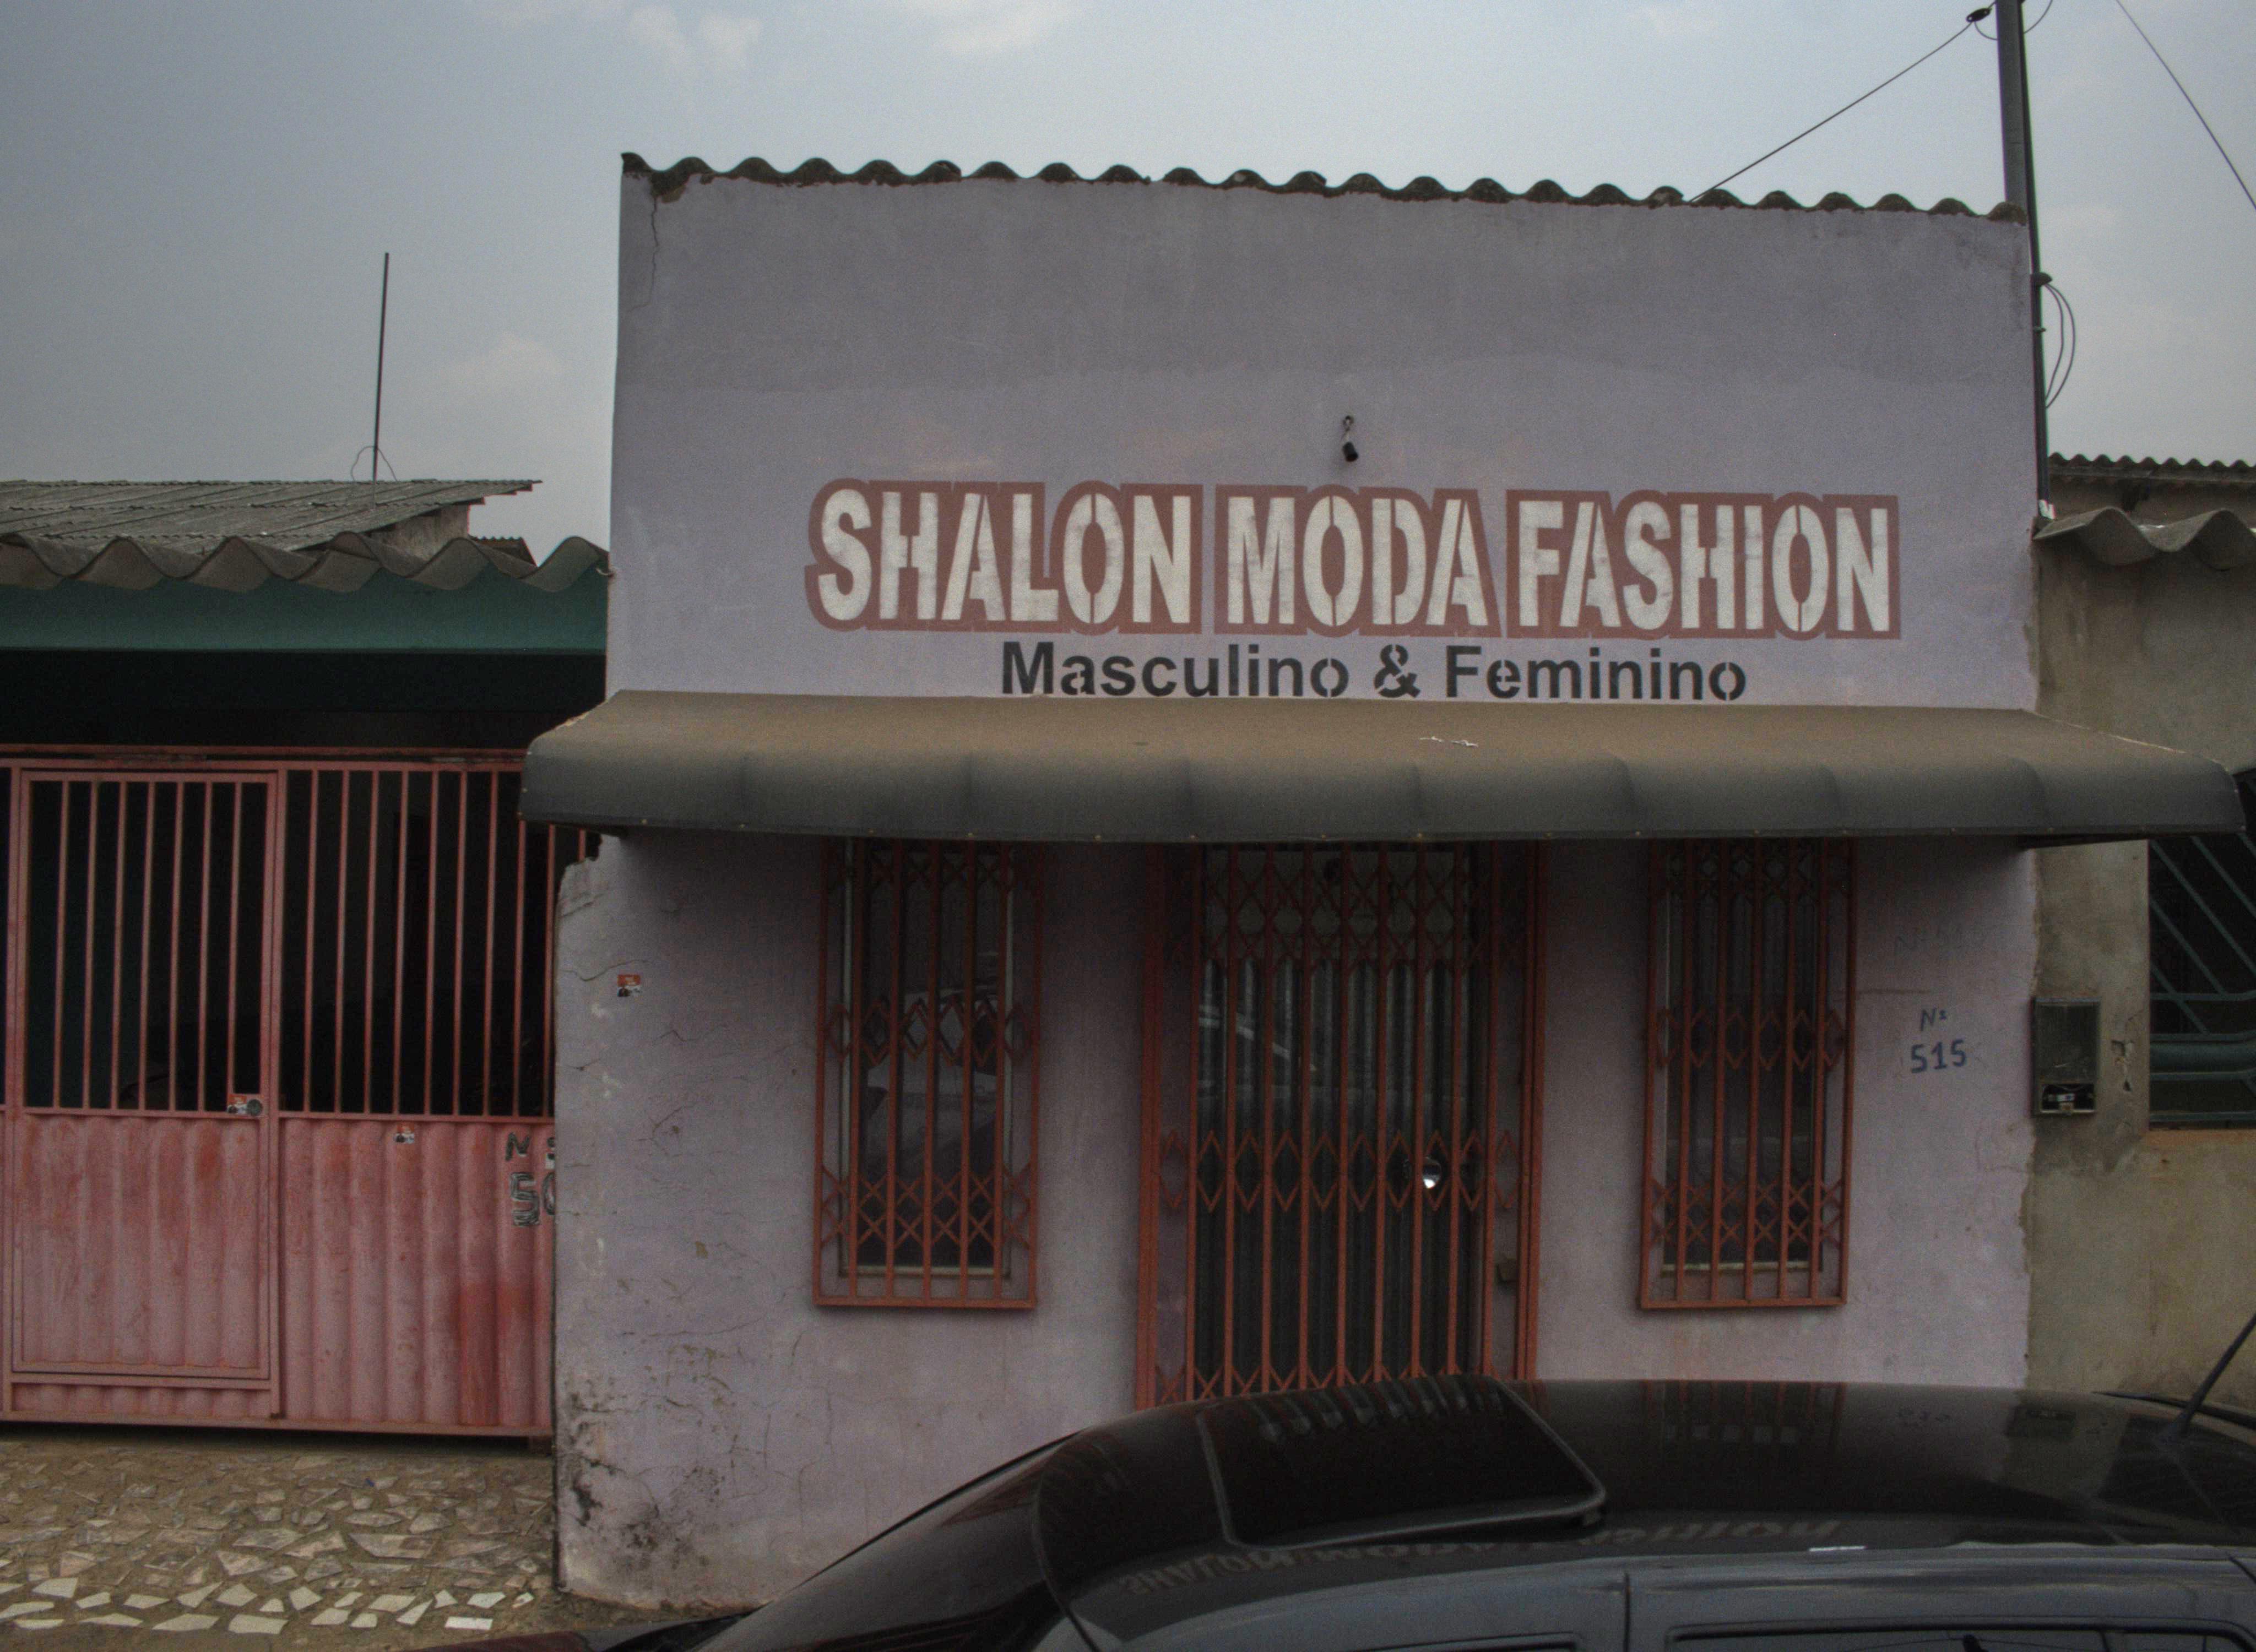 SHALON MODA FASHION
Masculino & Feminino
Nº
515